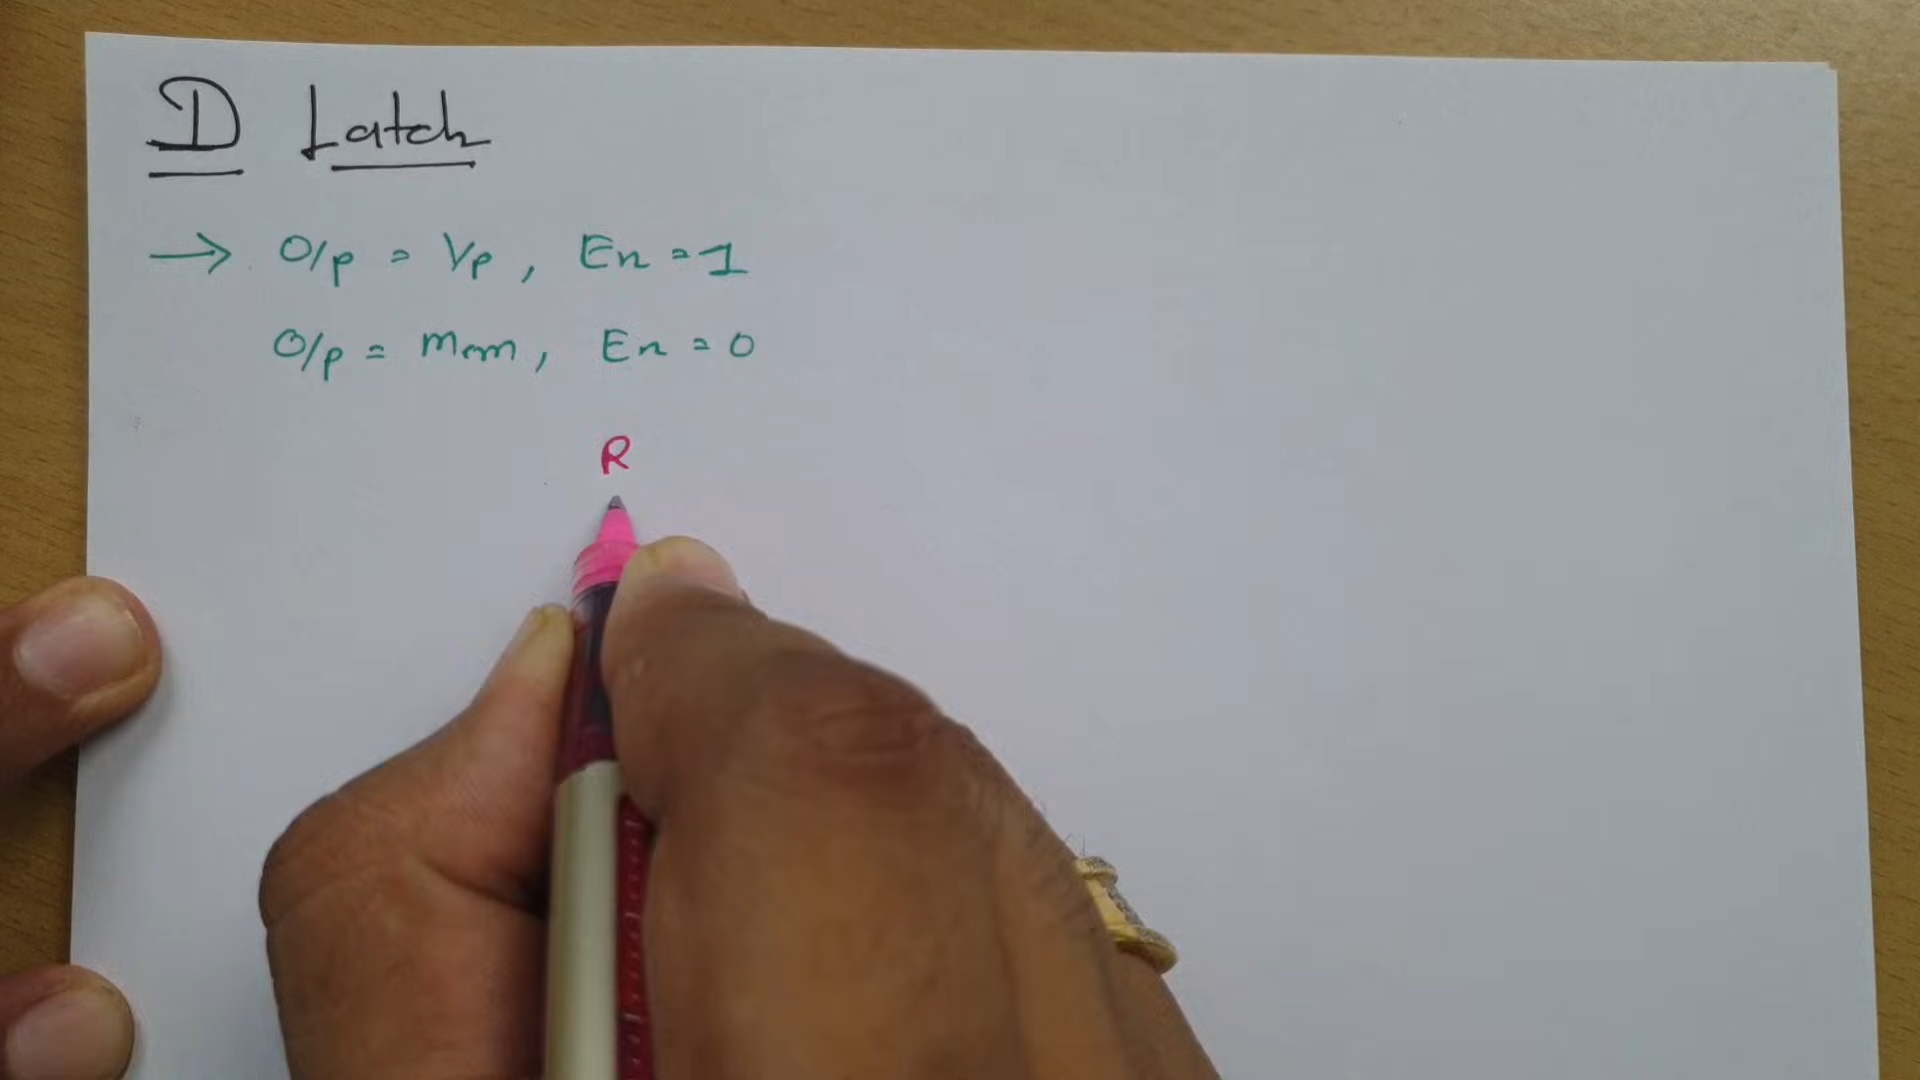 D Latch
→ O/p = I/p , En = 1
O/p = mem , En = 0
R